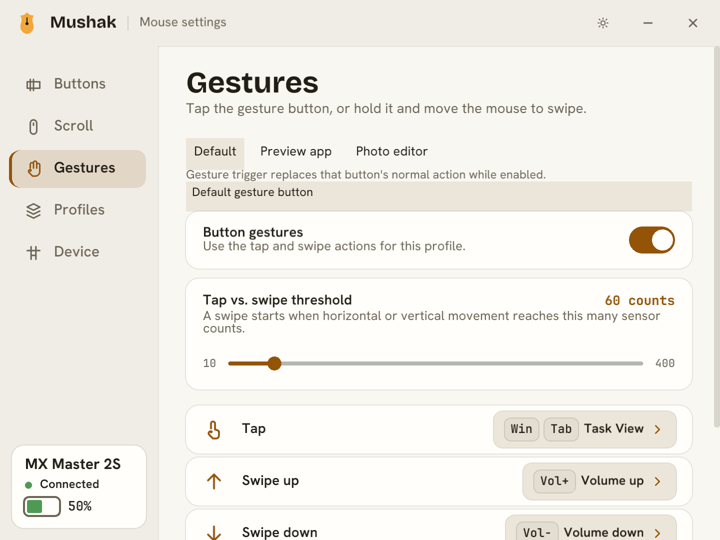 Mushak
Mouse settings
Buttons
Scroll
Gestures
Profiles
Device
MX Master 2S
Connected
50%
Gestures
Tap the gesture button, or hold it and move the mouse to swipe.
Default
Preview app
Photo editor
Gesture trigger replaces that button's normal action while enabled.
Default gesture button
Button gestures
Use the tap and swipe actions for this profile.
Tap vs. swipe threshold
60 counts
A swipe starts when horizontal or vertical movement reaches this many sensor
counts.
10
400
Tap
Win Tab Task View
Swipe up
Vol+ Volume up
Swipe down
Vol- Volume down